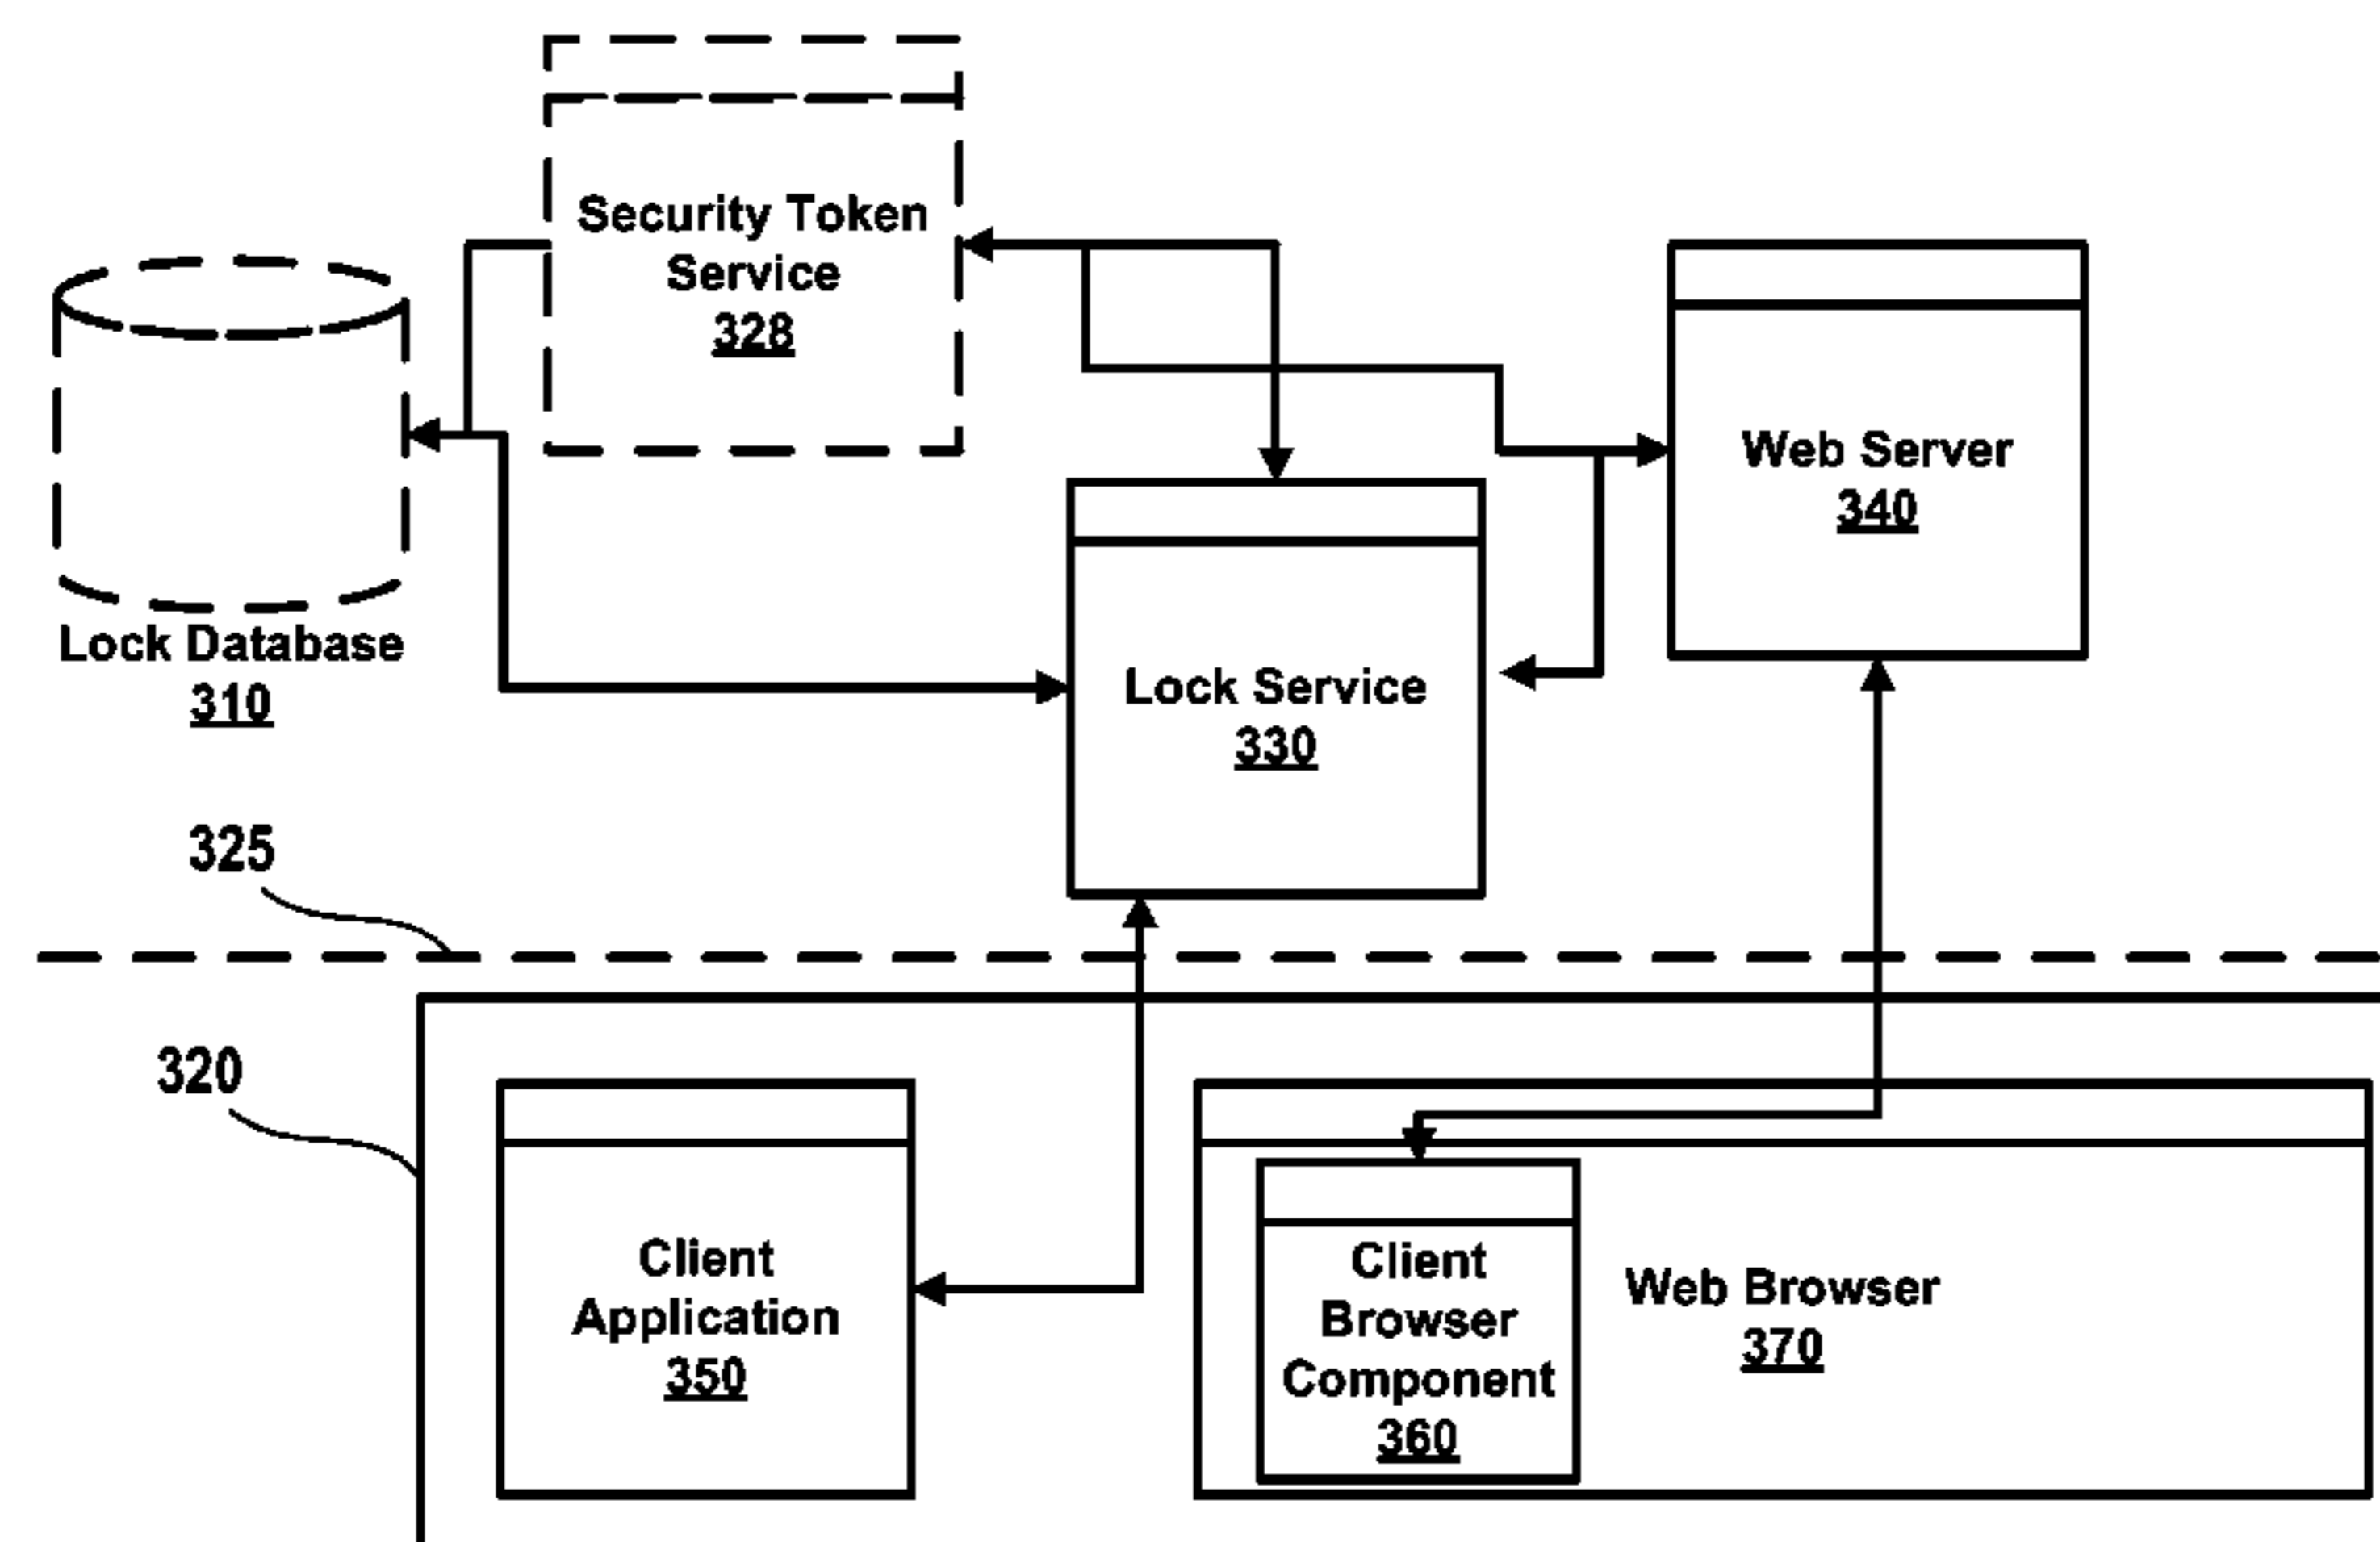 Security Token
Service
328
Web Server
340
Lock Database
310
Lock Service
330
325
320
Client
Application
350
Client
Browser
Component
360
Web Browser
370